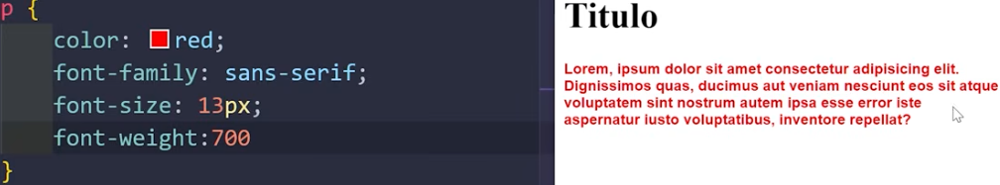 p {
color: red;
font-family: sans-serif;
font-size: 13px;
font-weight:700
}
Titulo
Lorem, ipsum dolor sit amet consectetur adipisicing elit.
Dignissimos quas, ducimus aut veniam nesciunt eos sit atque
voluptatem sint nostrum autem ipsa esse error iste
aspernatur iusto voluptatibus, inventore repellat?